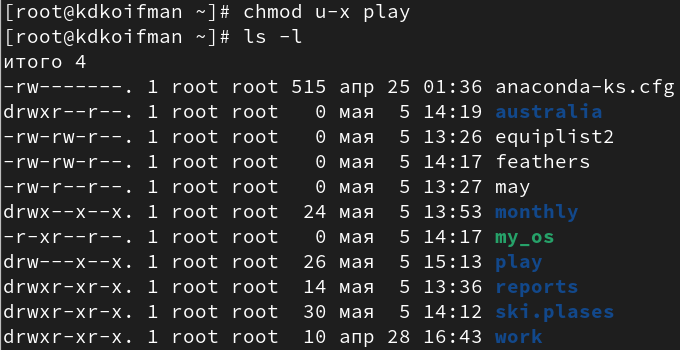 [root@kdkoifman ~]# chmod u-x play
[root@kdkoifman ~]# ls -l
итого 4
-rw-------. 1 root root 515 апр 25 01:36 anaconda-ks.cfg
drwxr--r--. 1 root root   0 мая  5 14:19 australia
-rw-rw-r--. 1 root root   0 мая  5 13:26 equiplist2
-rw-rw-r--. 1 root root   0 мая  5 14:17 feathers
-rw-r--r--. 1 root root   0 мая  5 13:27 may
drwx--x--x. 1 root root  24 мая  5 13:53 monthly
-r-xr--r--. 1 root root   0 мая  5 14:17 my_os
drw---x--x. 1 root root  26 мая  5 15:13 play
drwxr-xr-x. 1 root root  14 мая  5 13:36 reports
drwxr-xr-x. 1 root root  30 мая  5 14:12 ski.plases
drwxr-xr-x. 1 root root  10 апр 28 16:43 work